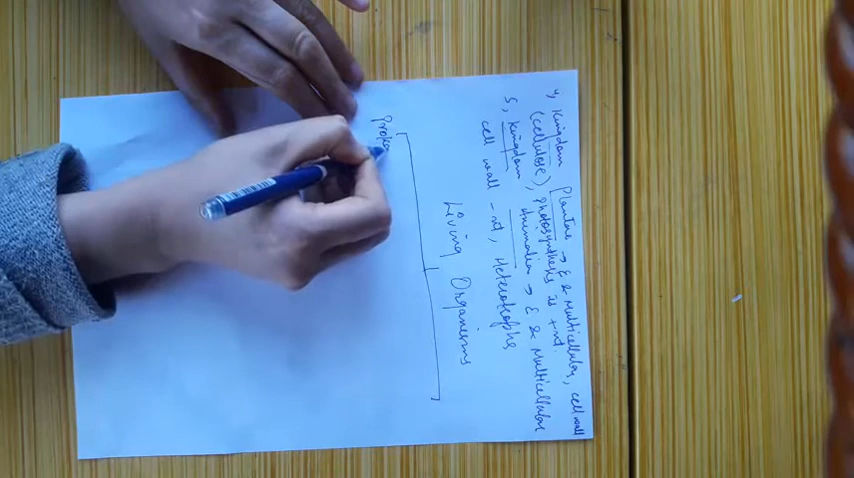 4, Kingdom Plantae → E & Multicellular, cell wall
(cellulose), photosynthesis is +nt.
5, Kingdom Animalia → E & Multicellular
cell wall -nt, Heterotrophs
Living Organisms
Proka